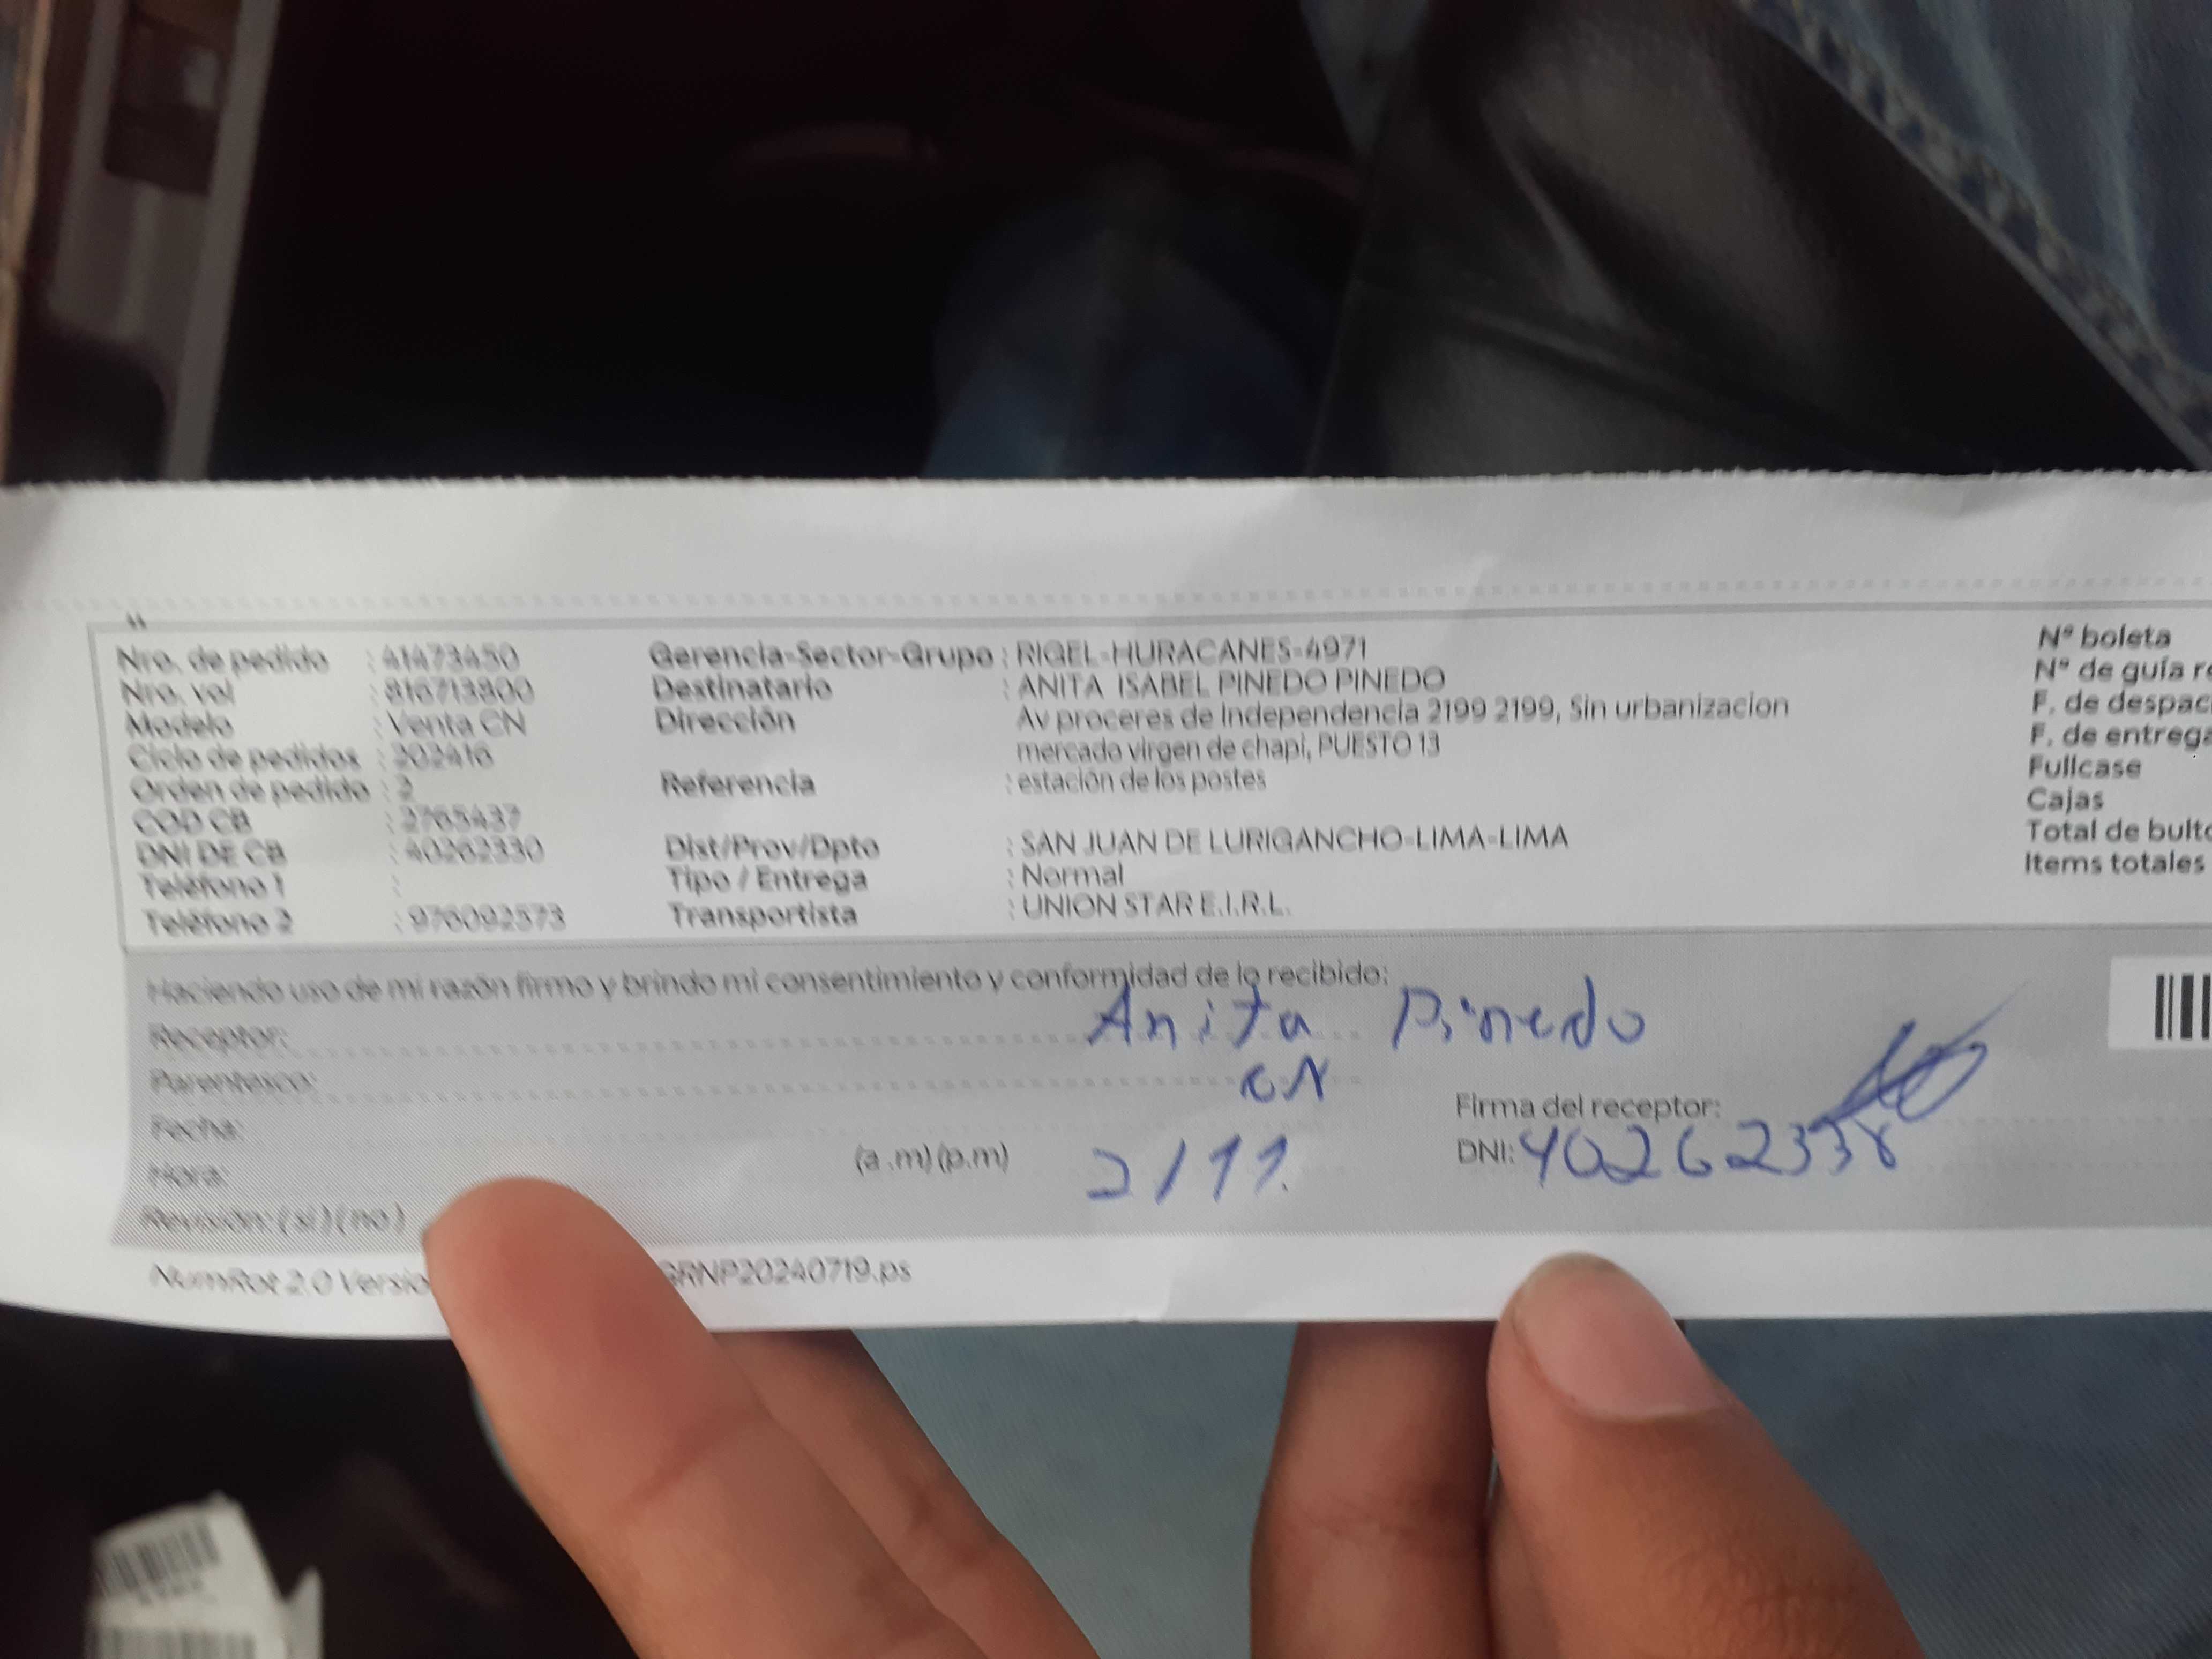 Nro. de pedido : 41473450
Nro. vol : 816713800
Modelo : Venta CN
Ciclo de pedidos : 202416
Orden de pedido : 2
COD CB : 2765437
DNI DE CB : 40262330
Teléfono 1 :
Teléfono 2 : 976092573
Gerencia-Sector-Grupo : RIGEL-HURACANES-4971
Destinatario : ANITA ISABEL PINEDO PINEDO
Dirección Av proceres de Independencia 2199 2199, Sin urbanizacion
mercado virgen de chapi, PUESTO 13
Referencia : estación de los postes
Dist/Prov/Dpto : SAN JUAN DE LURIGANCHO-LIMA-LIMA
Tipo / Entrega : Normal
Transportista : UNION STAR E.I.R.L.
Nº boleta
Nº de guía
F. de
F. de
Fullcase
Cajas
Total de
Items totales
Haciendo uso de mi razón firmo y brindo mi consentimiento y conformidad de lo recibido:
Receptor: Anita Pinedo
Parentesco: CN
Fecha:
Hora: (a.m)(p.m) 2/11.
Firma del receptor:
DNI:
Revisión: (si)(no)
NumRot 2.0